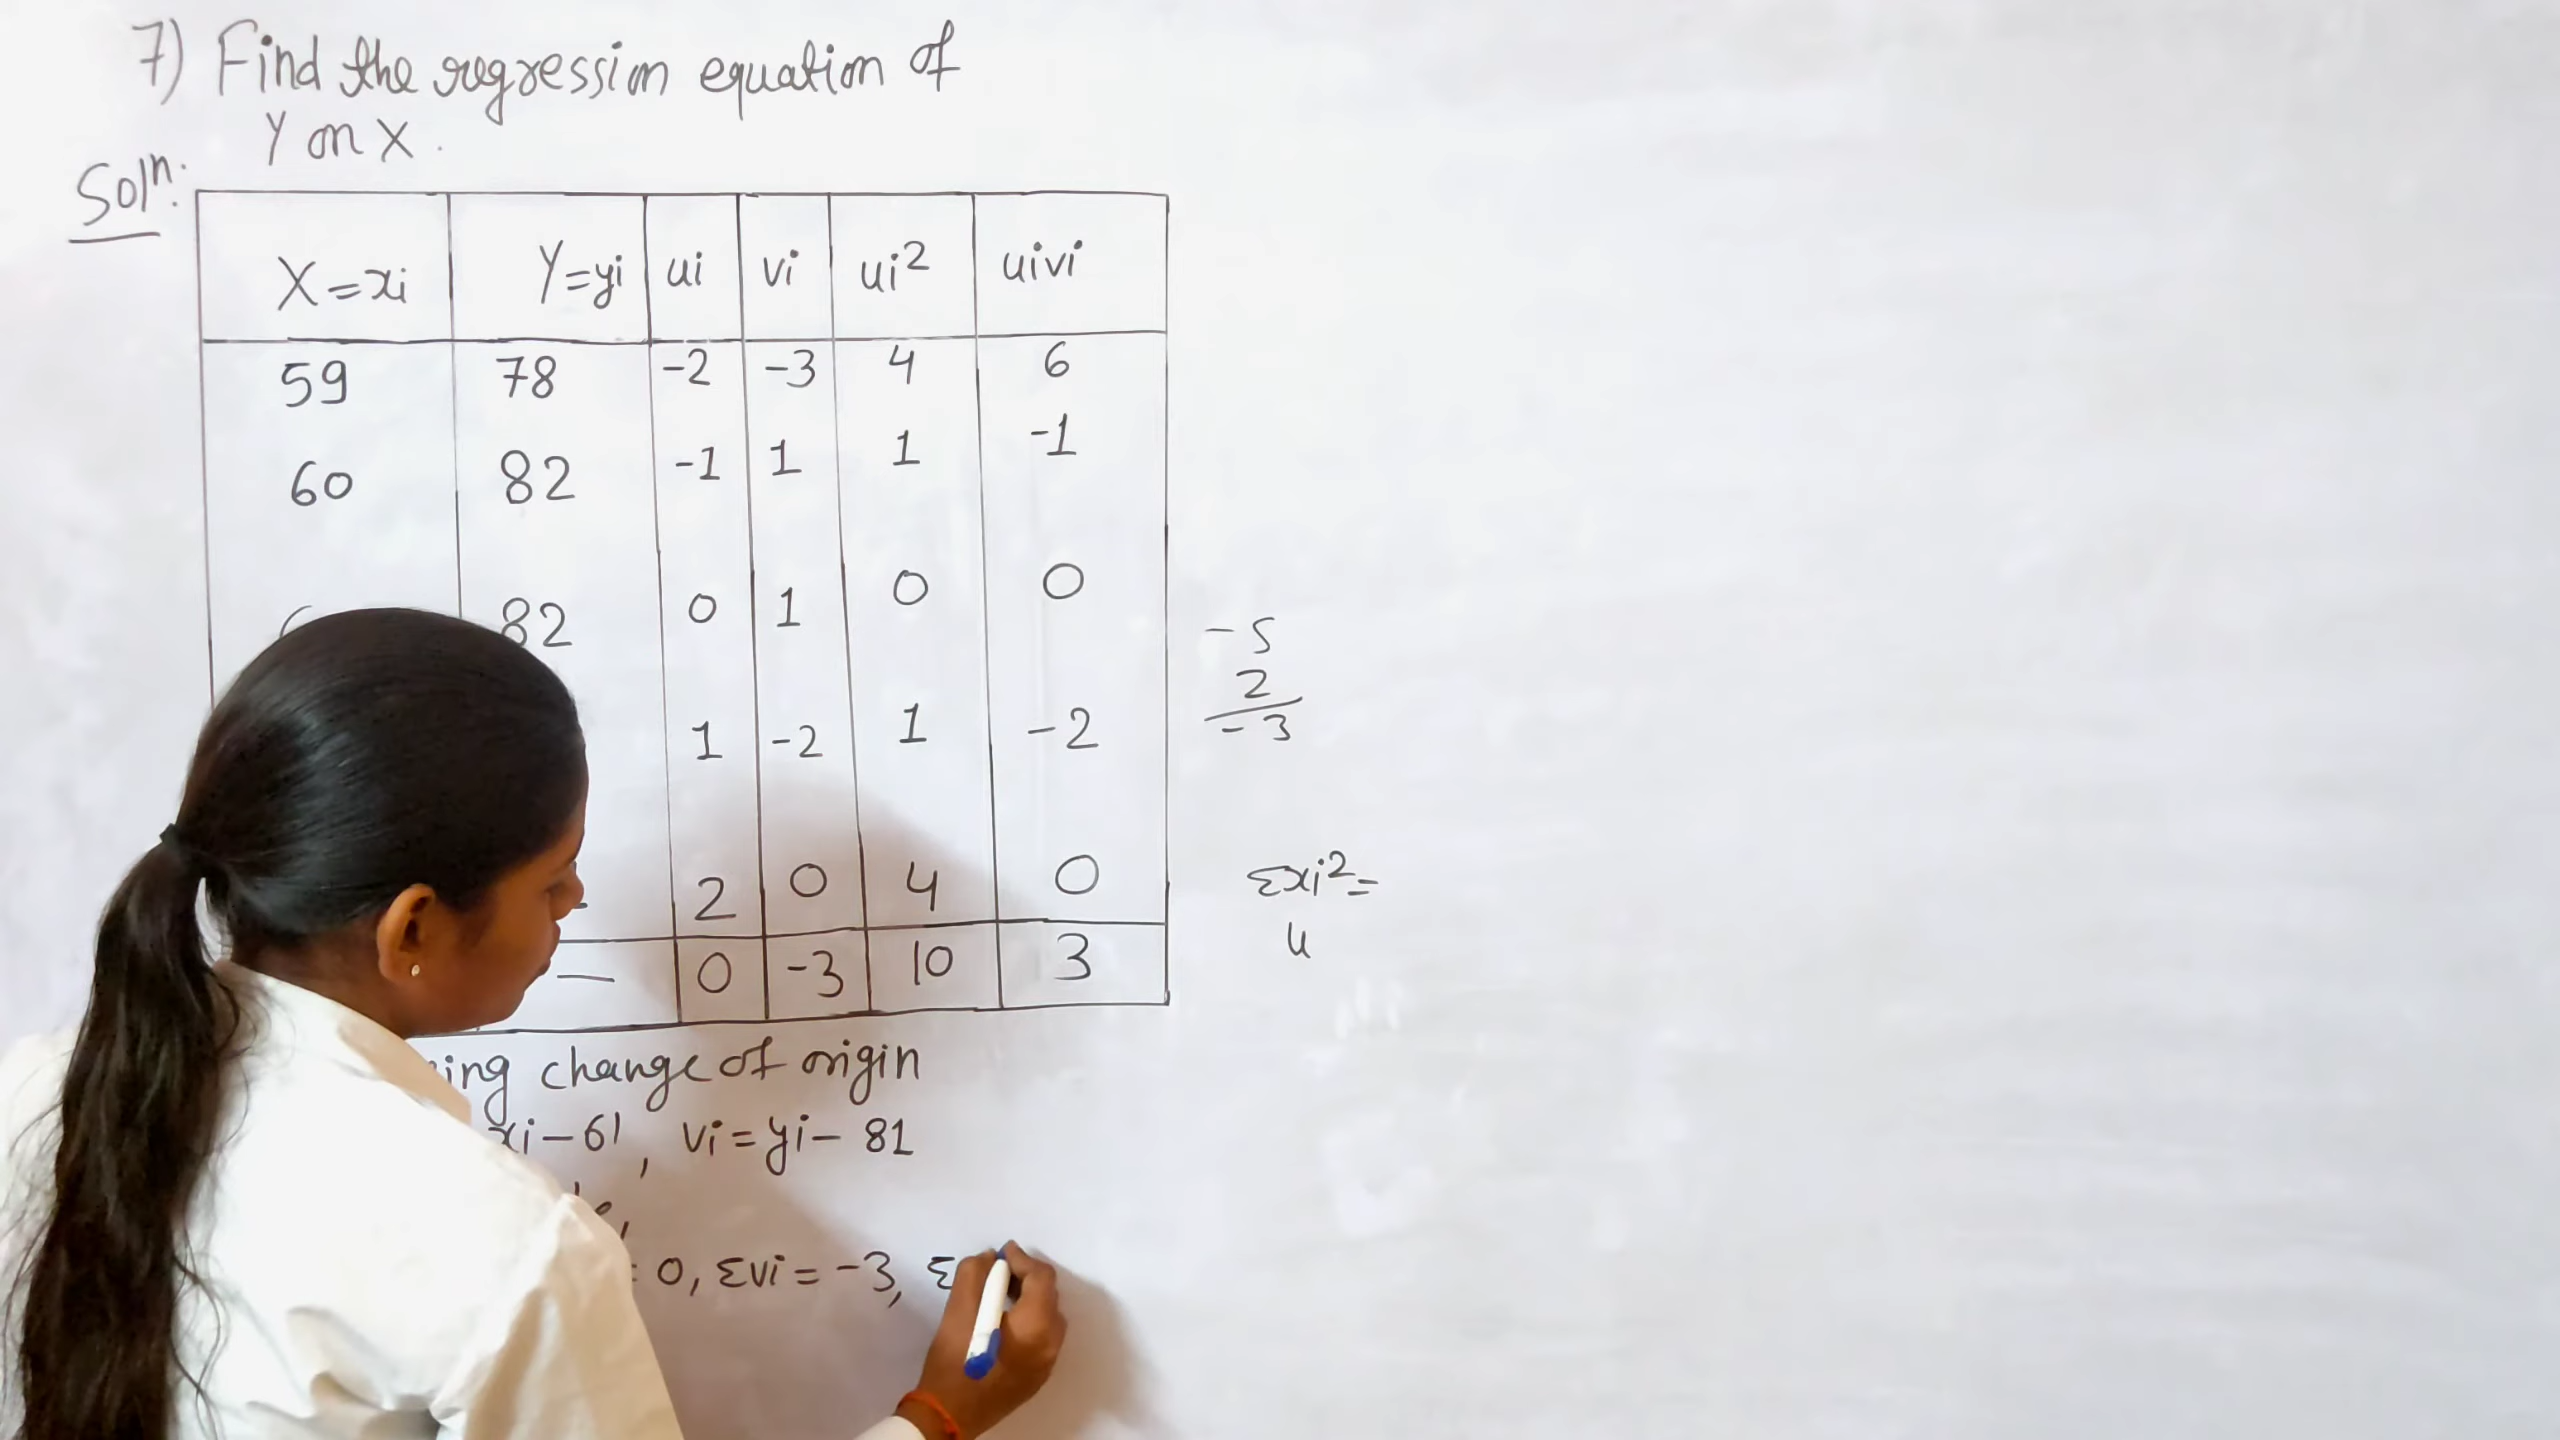 7) Find the regression equation of
Y on X.
Soln:
X=xi Y=yi ui vi ui² uivi
59 78 -2 -3 4 6
60 82 -1 1 1 -1
82 0 1 0 0
1 -2 1 -2
2 0 4 0
0 -3 10 3
-5
2
-3
Σxi²=
u
change of origin
xi-61, vi=yi-81
= 0, Σvi = -3, Σ